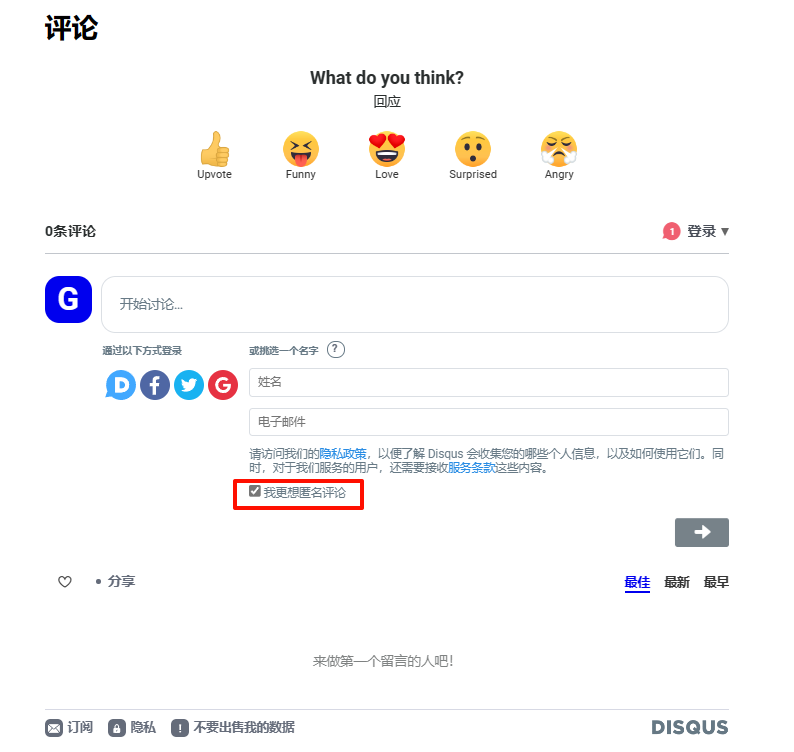 评论
What do you think?
回应
Upvote Funny Love Surprised Angry
0条评论 1 登录 ▼
G 开始讨论...
通过以下方式登录 或挑选一个名字 ?
D f G
姓名
电子邮件
请访问我们的隐私政策，以便了解 Disqus 会收集您的哪些个人信息，以及如何使用它们。同
时，对于我们服务的用户，还需要接收服务条款这些内容。
我更想匿名评论
• 分享 最佳 最新 最早
来做第一个留言的人吧！
订阅 隐私 ! 不要出售我的数据 DISQUS